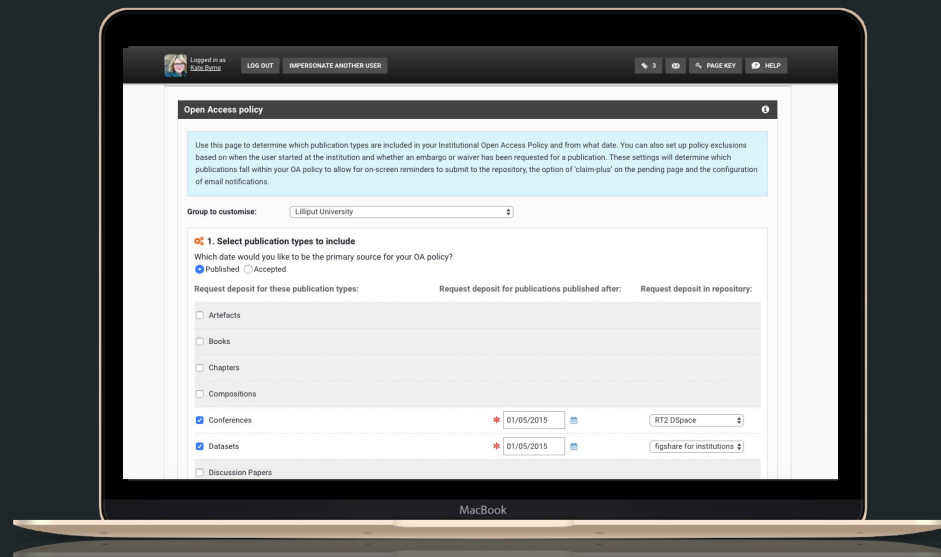 Logged in as
Kate Byrne
LOG OUT
IMPERSONATE ANOTHER USER
3
PAGE KEY
HELP
Open Access policy
Use this page to determine which publication types are included in your Institutional Open Access Policy and from what date. You can also set up policy exclusions
based on when the user started at the institution and whether an embargo or waiver has been requested for a publication. These settings will determine which
publications fall within your OA policy to allow for on-screen reminders to submit to the repository, the option of 'claim-plus' on the pending page and the configuration
of email notifications.
Group to customise: Lilliput University
1. Select publication types to include
Which date would you like to be the primary source for your OA policy?
Published Accepted
Request deposit for these publication types: Request deposit for publications published after: Request deposit in repository:
Artefacts
Books
Chapters
Compositions
Conferences * 01/05/2015 RT2 DSpace
Datasets * 01/05/2015 figshare for institutions
Discussion Papers
MacBook